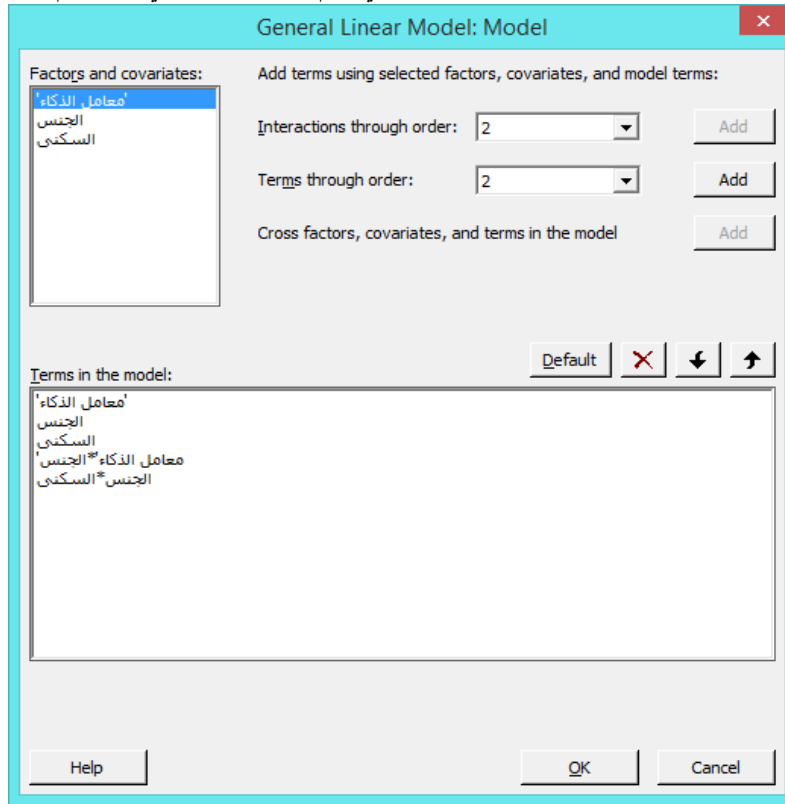 General Linear Model: Model
Factors and covariates:
'معامل الذكاء'
الجنس
السكنى
Add terms using selected factors, covariates, and model terms:
Interactions through order: 2 Add
Terms through order: 2 Add
Cross factors, covariates, and terms in the model Add
Default
Terms in the model:
'معامل الذكاء'
الجنس
السكنى
'معامل الذكاء'*الجنس
الجنس*السكنى
Help OK Cancel